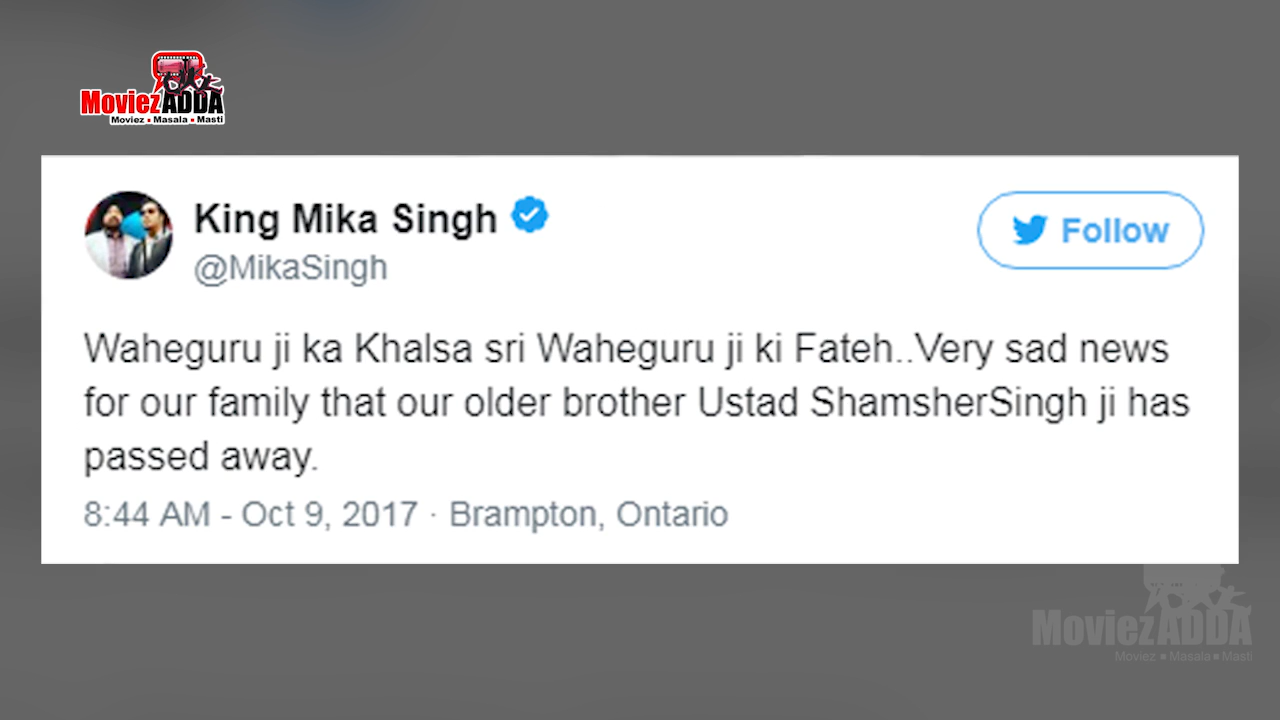 MoviezADDA
Moviez ▪ Masala ▪ Masti
King Mika Singh
@MikaSingh
Follow
Waheguru ji ka Khalsa sri Waheguru ji ki Fateh..Very sad news
for our family that our older brother Ustad ShamsherSingh ji has
passed away.
8:44 AM - Oct 9, 2017 · Brampton, Ontario
MoviezADDA
Moviez ▪ Masala ▪ Masti